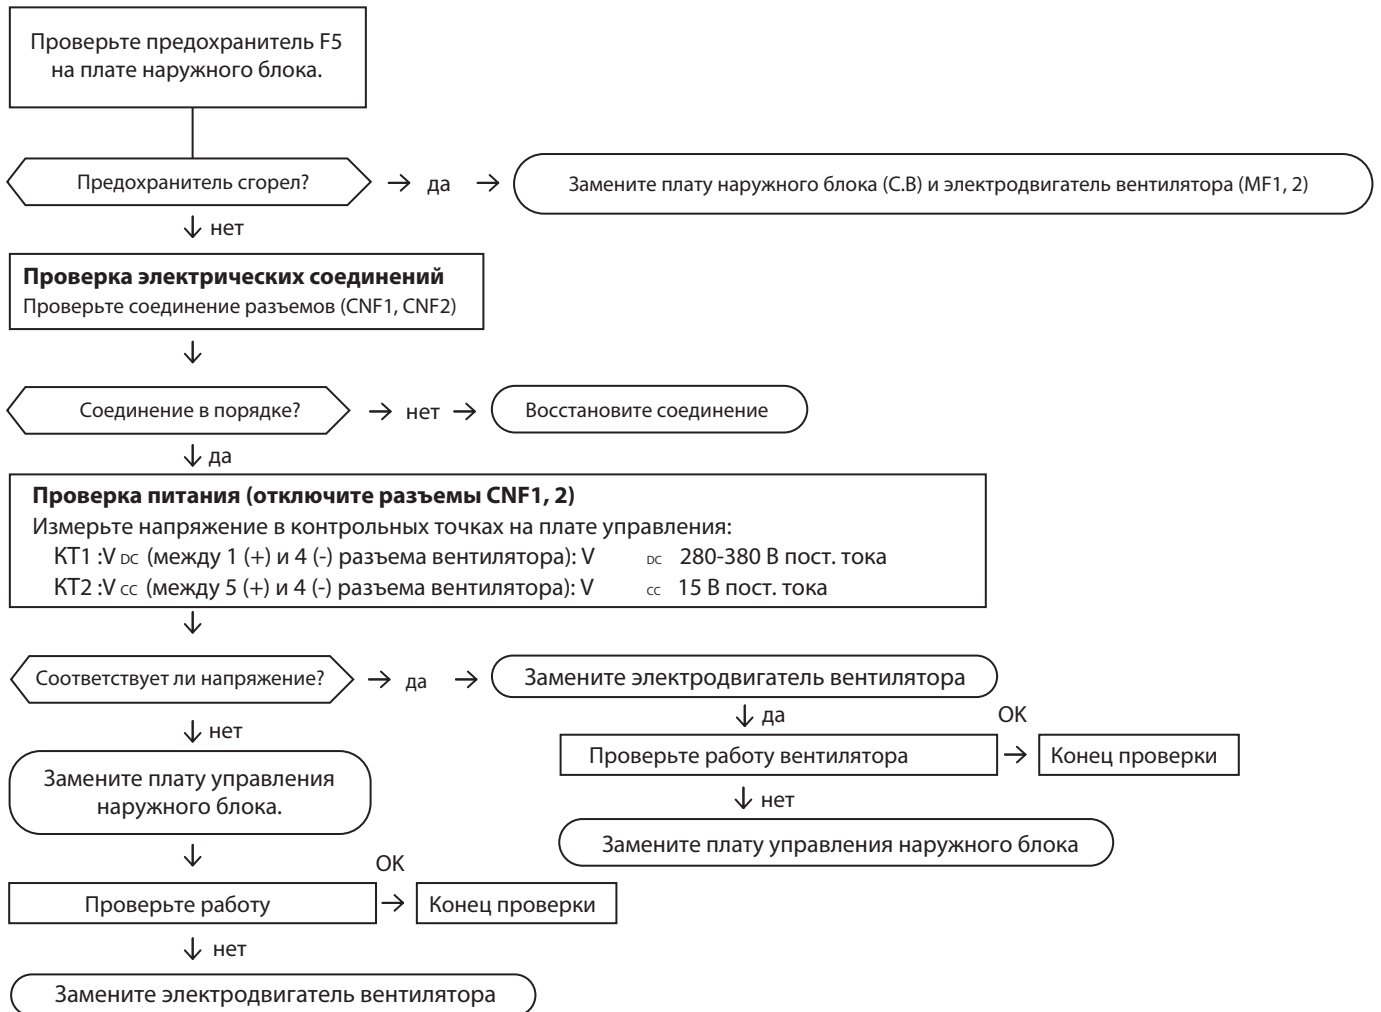 Проверьте предохранитель F5
на плате наружного блока.
Предохранитель сгорел?
да
Замените плату наружного блока (C.B) и электродвигатель вентилятора (MF1, 2)
нет
Проверка электрических соединений
Проверьте соединение разъемов (CNF1, CNF2)
Соединение в порядке?
нет
Восстановите соединение
да
Проверка питания (отключите разъемы CNF1, 2)
Измерьте напряжение в контрольных точках на плате управления:
КТ1 :V DC (между 1 (+) и 4 (-) разъема вентилятора): V DC 280-380 В пост. тока
КТ2 :V CC (между 5 (+) и 4 (-) разъема вентилятора): V CC 15 В пост. тока
Соответствует ли напряжение?
да
Замените электродвигатель вентилятора
да
OK
нет
Проверьте работу вентилятора
Конец проверки
Замените плату управления
наружного блока.
нет
Замените плату управления наружного блока
OK
Проверьте работу
Конец проверки
нет
Замените электродвигатель вентилятора